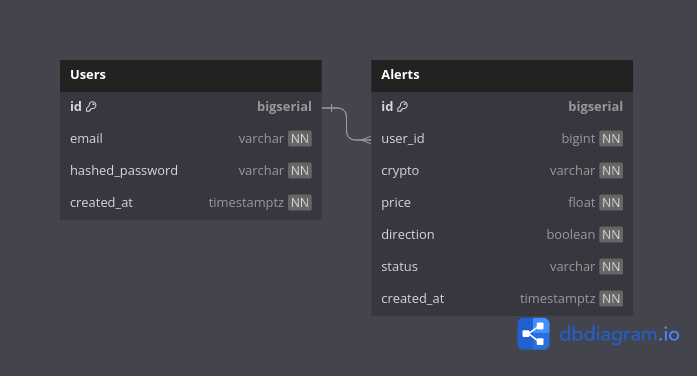 Users
id bigserial
email varchar NN
hashed_password varchar NN
created_at timestamptz NN
Alerts
id bigserial
user_id bigint NN
crypto varchar NN
price float NN
direction boolean NN
status varchar NN
created_at timestamptz NN
dbdiagram.io